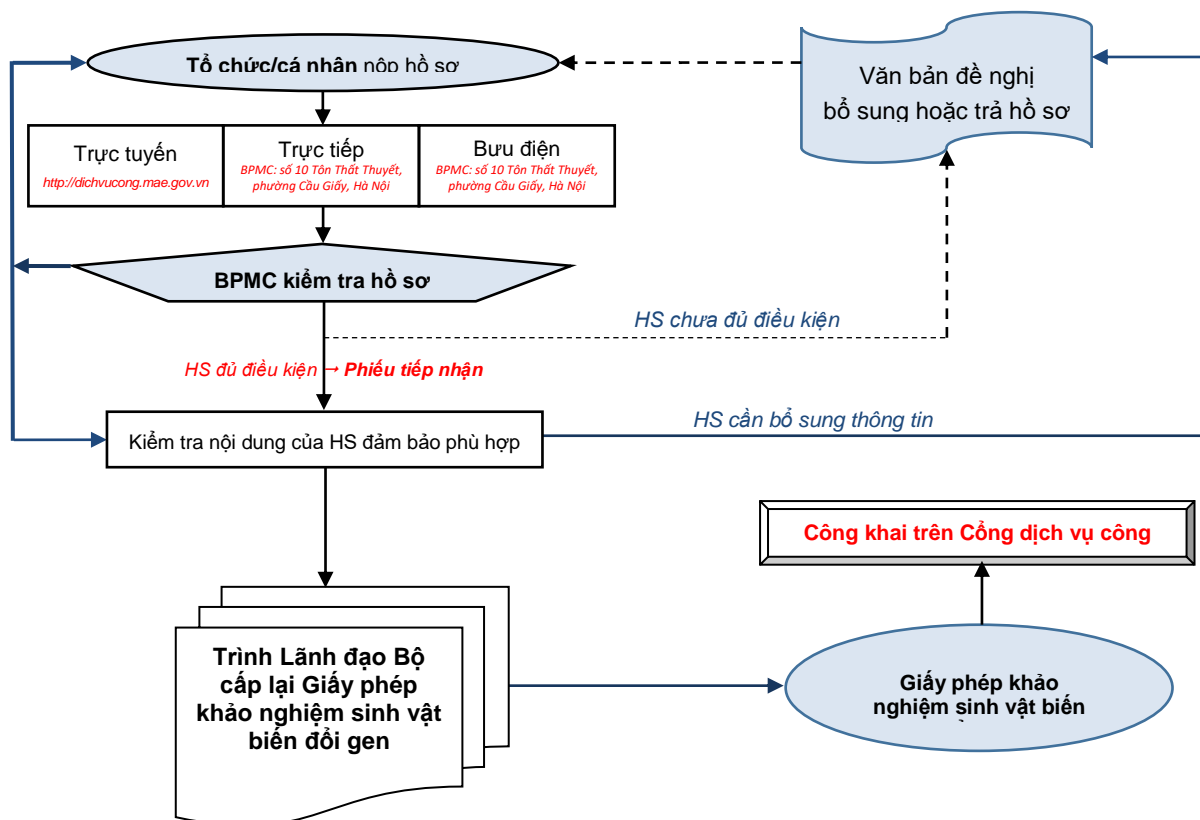 Tổ chức/cá nhân nộp hồ sơ
Văn bản đề nghị
bổ sung hoặc trả hồ sơ
Trực tuyến
http://dichvucong.mae.gov.vn
Trực tiếp
BPMC: số 10 Tôn Thất Thuyết,
phường Cầu Giấy, Hà Nội
Bưu điện
BPMC: số 10 Tôn Thất Thuyết,
phường Cầu Giấy, Hà Nội
BPMC kiểm tra hồ sơ
HS chưa đủ điều kiện
HS đủ điều kiện → Phiếu tiếp nhận
Kiểm tra nội dung của HS đảm bảo phù hợp
HS cần bổ sung thông tin
Công khai trên Cổng dịch vụ công
Trình Lãnh đạo Bộ
cấp lại Giấy phép
khảo nghiệm sinh vật
biến đổi gen
Giấy phép khảo
nghiệm sinh vật biến